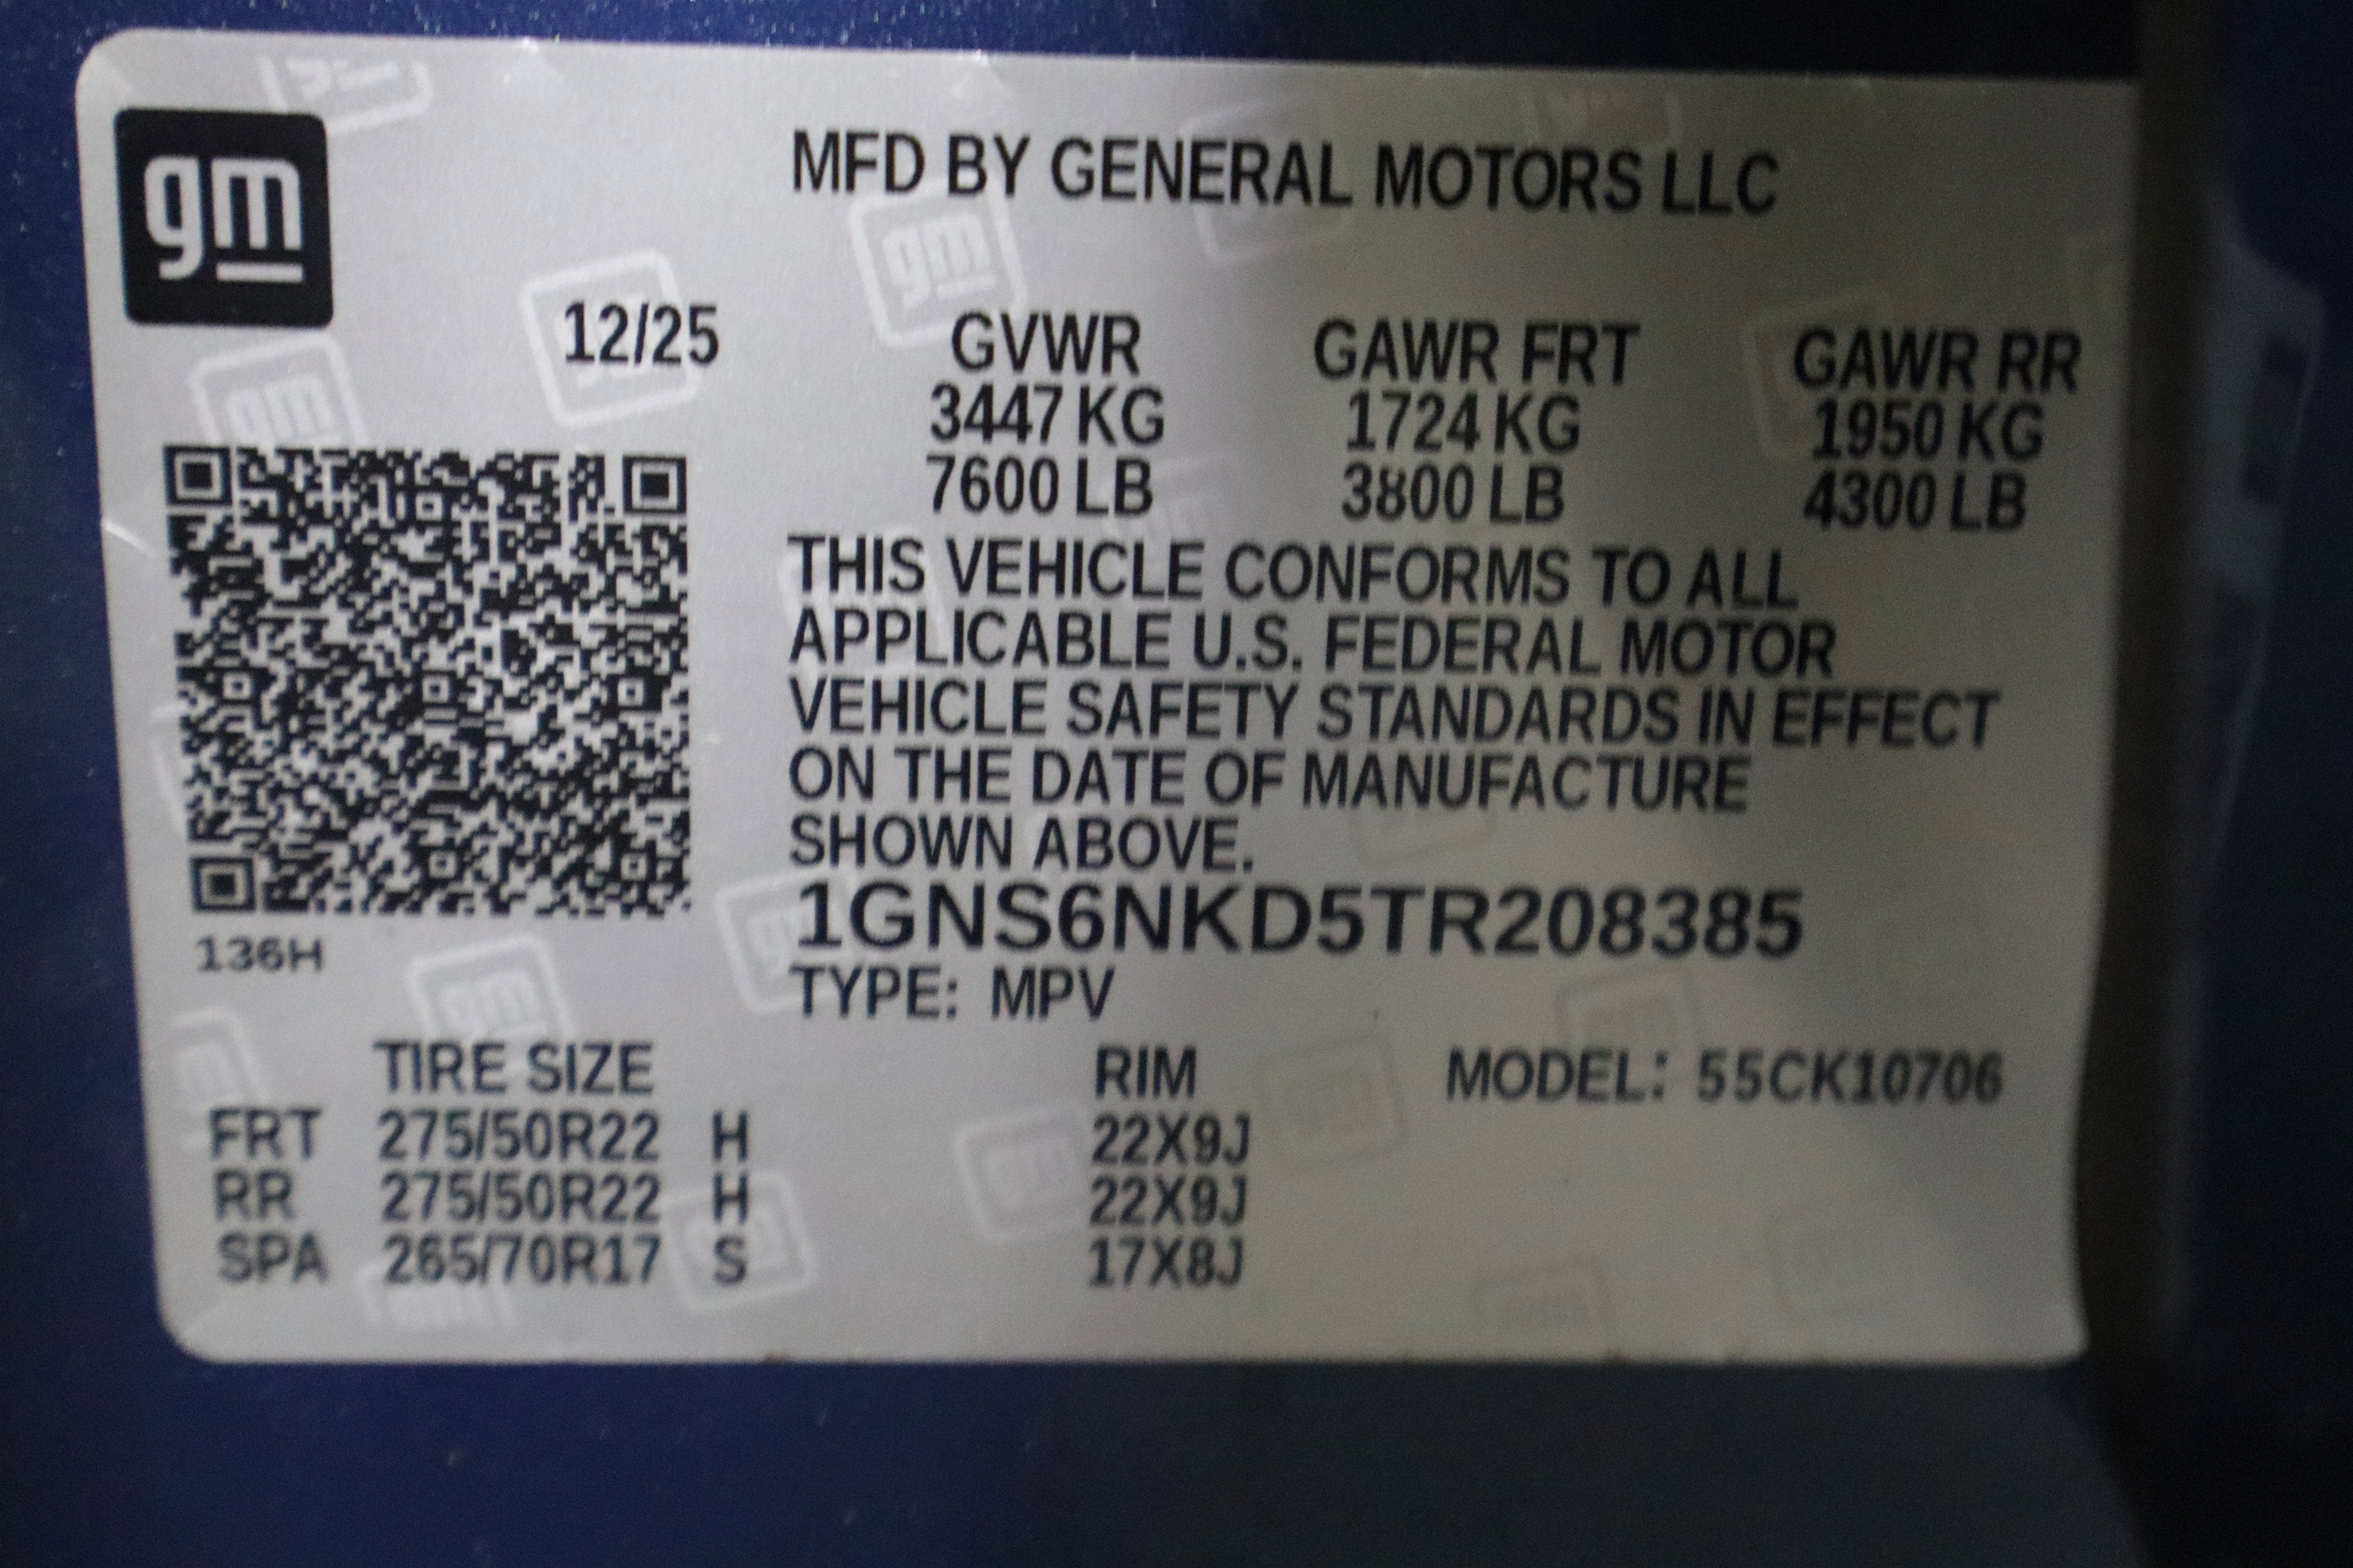 gm
MFD BY GENERAL MOTORS LLC
12/25
GVWR GAWR FRT GAWR RR
3447 KG 1724 KG 1950 KG
7600 LB 3800 LB 4300 LB
THIS VEHICLE CONFORMS TO ALL
APPLICABLE U.S. FEDERAL MOTOR
VEHICLE SAFETY STANDARDS IN EFFECT
ON THE DATE OF MANUFACTURE
SHOWN ABOVE.
1GNS6NKD5TR208385
136H
TYPE: MPV
TIRE SIZE RIM MODEL: 55CK10706
FRT 275/50R22 H 22X9J
RR 275/50R22 H 22X9J
SPA 265/70R17 S 17X8J